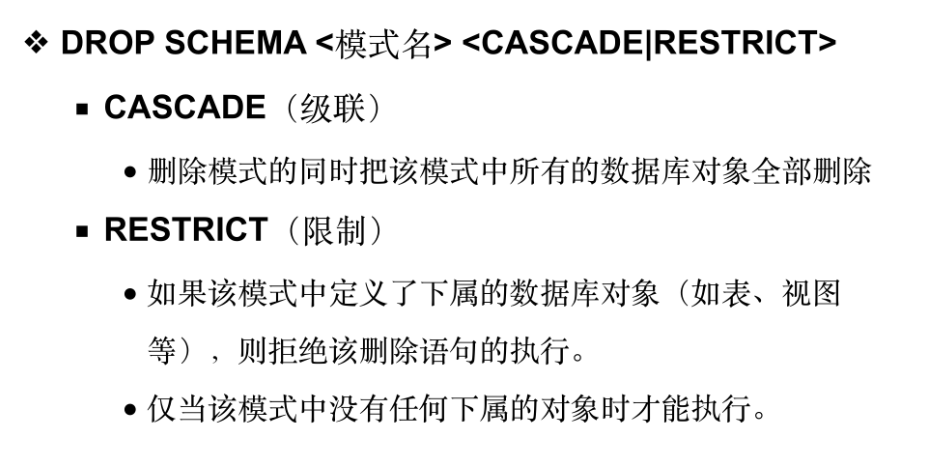 ❖ DROP SCHEMA <模式名> <CASCADE|RESTRICT>
▪ CASCADE（级联）
• 删除模式的同时把该模式中所有的数据库对象全部删除
▪ RESTRICT（限制）
• 如果该模式中定义了下属的数据库对象（如表、视图
等），则拒绝该删除语句的执行。
• 仅当该模式中没有任何下属的对象时才能执行。